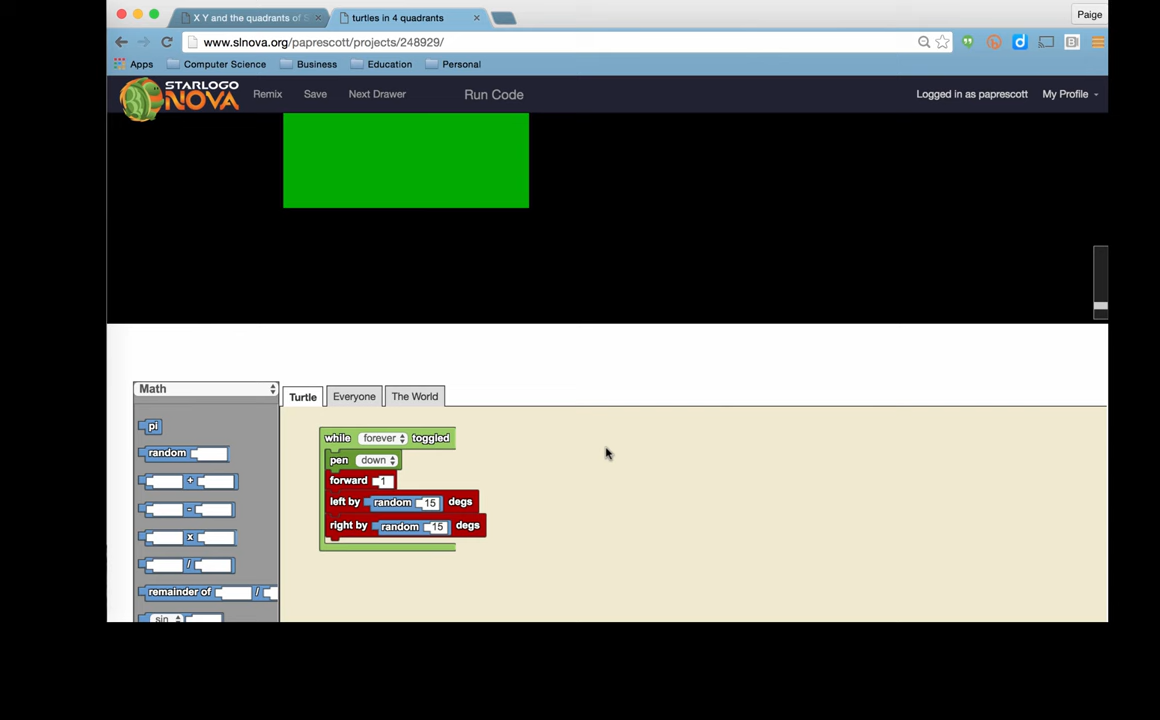 X Y and the quadrants of
turtles in 4 quadrants
Paige
www.slnova.org/paprescott/projects/248929/
Apps Computer Science Business Education Personal
STARLOGO NOVA
Remix Save Next Drawer Run Code Logged in as paprescott My Profile
Math
Turtle Everyone The World
pi
random
+
-
x
/
remainder of /
sin
while forever toggled
pen down
forward 1
left by random 15 degs
right by random 15 degs